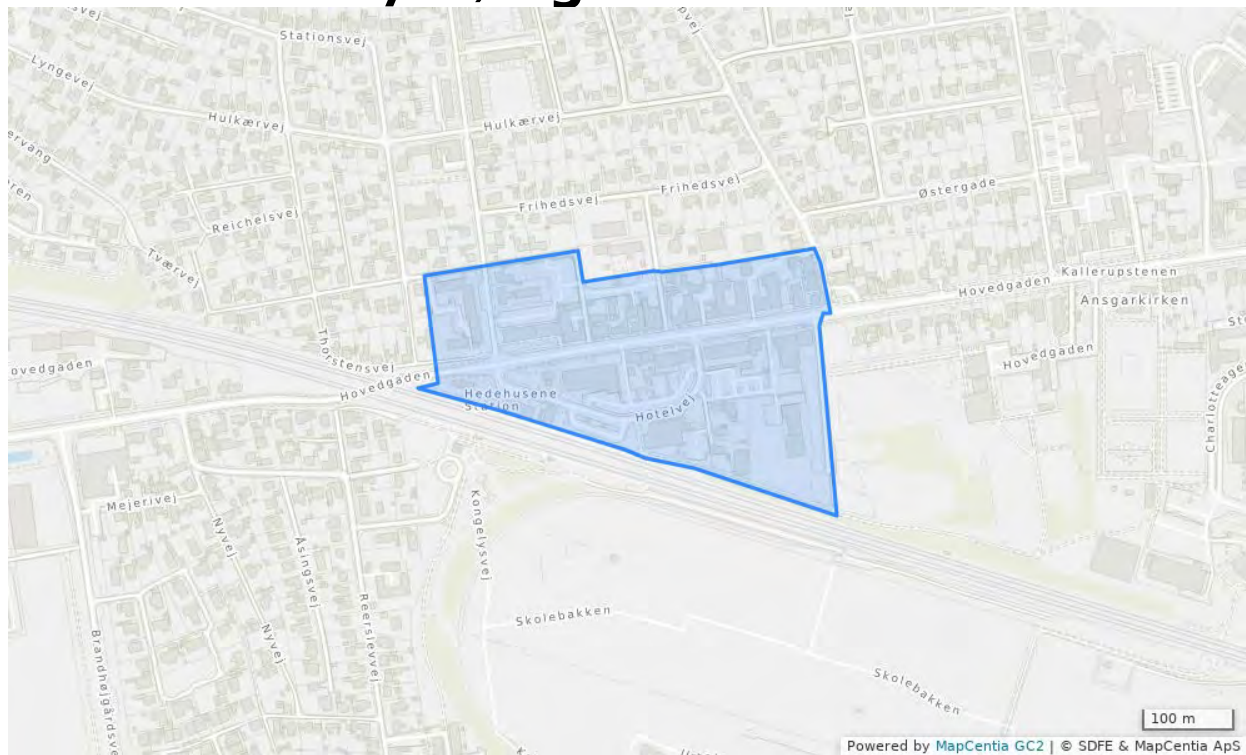 Stationsvej
Lyngevej
Hulkærvej
Hulkærvej
Frihedsvej
Frihedsvej
Østergade
Reichelsvej
Tværvej
Hovedgaden
Kallerupstenen
Ansgarkirken
Thorstensvej
Hovedgaden
Hovedgaden
Hedehusene
Station
Hotelvej
Mejerivej
Kongelysvej
Nyvej
Åsingsvej
Reerslevvej
Skolebakken
Nyvej
Skolebakken
100 m
Powered by MapCentia GC2 | © SDFE & MapCentia ApS